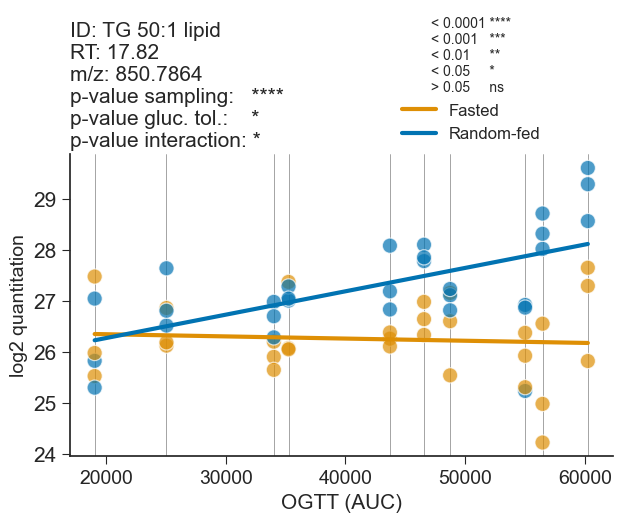 ID: TG 50:1 lipid
RT: 17.82
m/z: 850.7864
p-value sampling: ****
p-value gluc. tol.: *
p-value interaction: *
< 0.0001 ****
< 0.001 ***
< 0.01 **
< 0.05 *
> 0.05 ns
Fasted
Random-fed
log2 quantitation
29
28
27
26
25
24
20000 30000 40000 50000 60000
OGTT (AUC)